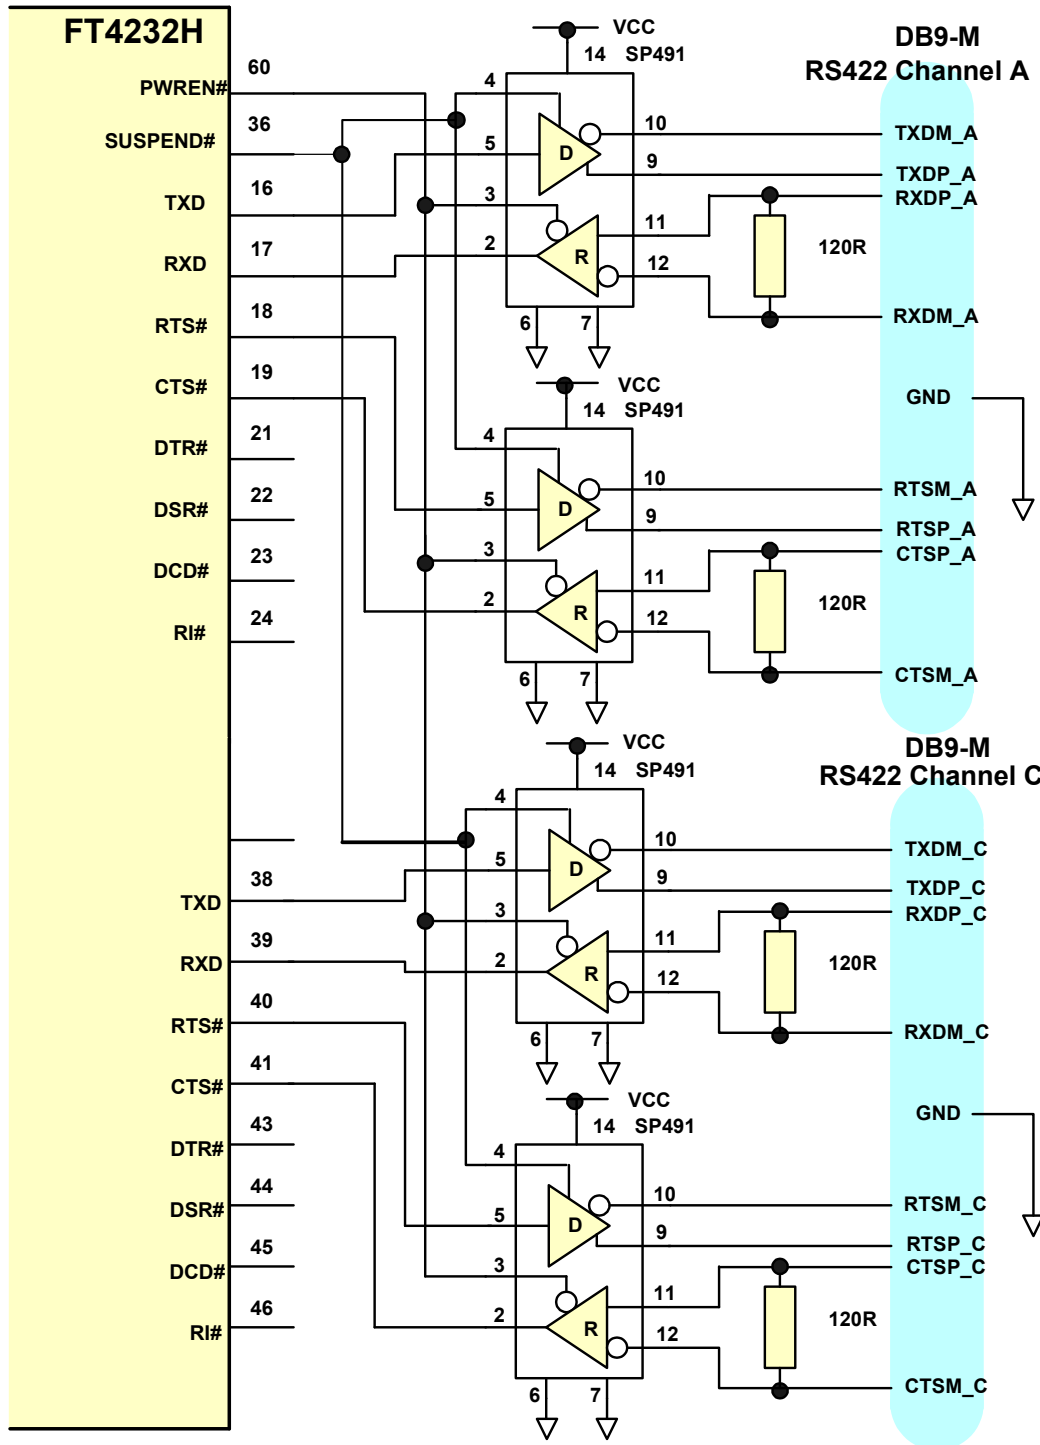 FT4232H
PWREN# 60
SUSPEND# 36
TXD 16
RXD 17
RTS# 18
CTS# 19
DTR# 21
DSR# 22
DCD# 23
RI# 24
TXD 38
RXD 39
RTS# 40
CTS# 41
DTR# 43
DSR# 44
DCD# 45
RI# 46
VCC
14 SP491
4
5
D
10
9
3
2
R
11
12
6
7
120R
VCC
14 SP491
4
5
D
10
9
3
2
R
11
12
6
7
120R
VCC
14 SP491
4
5
D
10
9
3
2
R
11
12
6
7
120R
VCC
14 SP491
4
5
D
10
9
3
2
R
11
12
6
7
120R
DB9-M
RS422 Channel A
TXDM_A
TXDP_A
RXDP_A
RXDM_A
GND
RTSM_A
RTSP_A
CTSP_A
CTSM_A
DB9-M
RS422 Channel C
TXDM_C
TXDP_C
RXDP_C
RXDM_C
GND
RTSM_C
RTSP_C
CTSP_C
CTSM_C